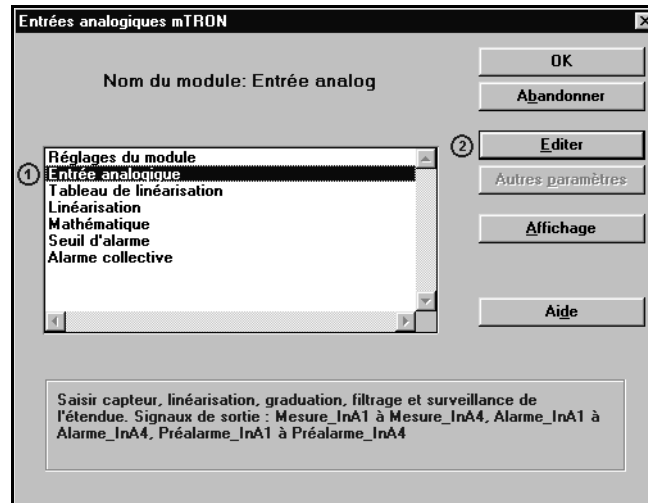 Entrées analogiques mTRON
Nom du module: Entrée analog
OK
Abandonner
① 
Réglages du module
Entrée analogique
Tableau de linéarisation
Linéarisation
Mathématique
Seuil d'alarme
Alarme collective
②
Editer
Autres paramètres
Affichage
Aide
Saisir capteur, linéarisation, graduation, filtrage et surveillance de
l'étendue. Signaux de sortie : Mesure_InA1 à Mesure_InA4, Alarme_InA1 à
Alarme_InA4, Préalarme_InA1 à Préalarme_InA4